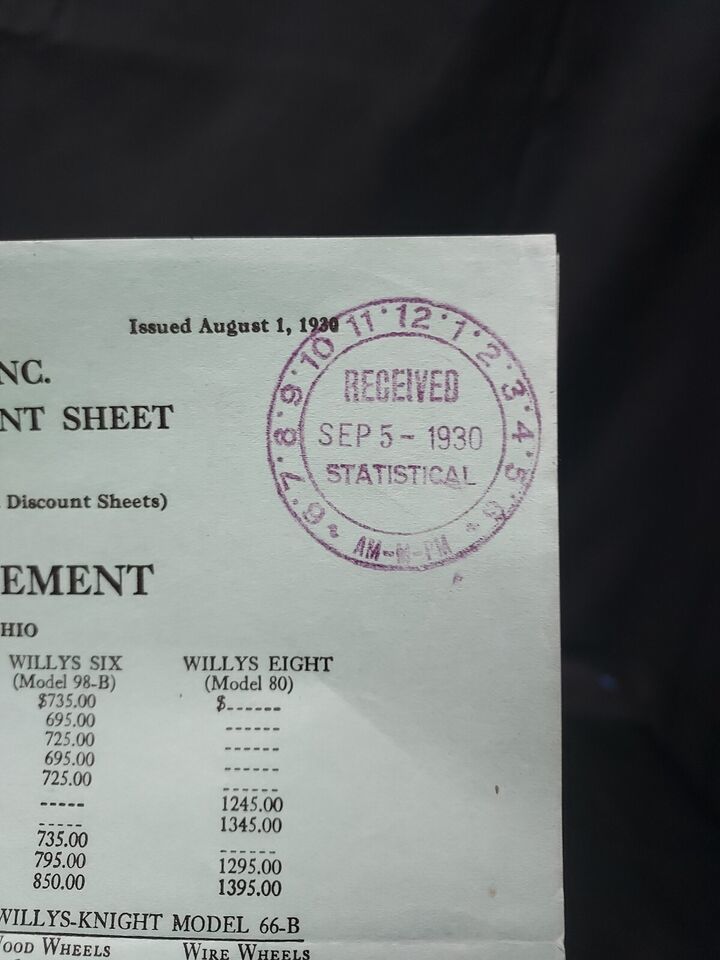 Issued August 1, 1930
NC.
NT SHEET
Discount Sheets)
EMENT
HIO
WILLYS SIX WILLYS EIGHT
(Model 98-B) (Model 80)
$735.00 $------
695.00 ------
725.00 ------
695.00 ------
725.00 ------
----- 1245.00
----- 1345.00
735.00 ------
795.00 1295.00
850.00 1395.00
WILLYS-KNIGHT MODEL 66-B
OOD WHEELS WIRE WHEELS
6·7·8·9·10·11·12·1·2·3·4·5·6
RECEIVED
SEP 5 - 1930
STATISTICAL
AM-M-PM